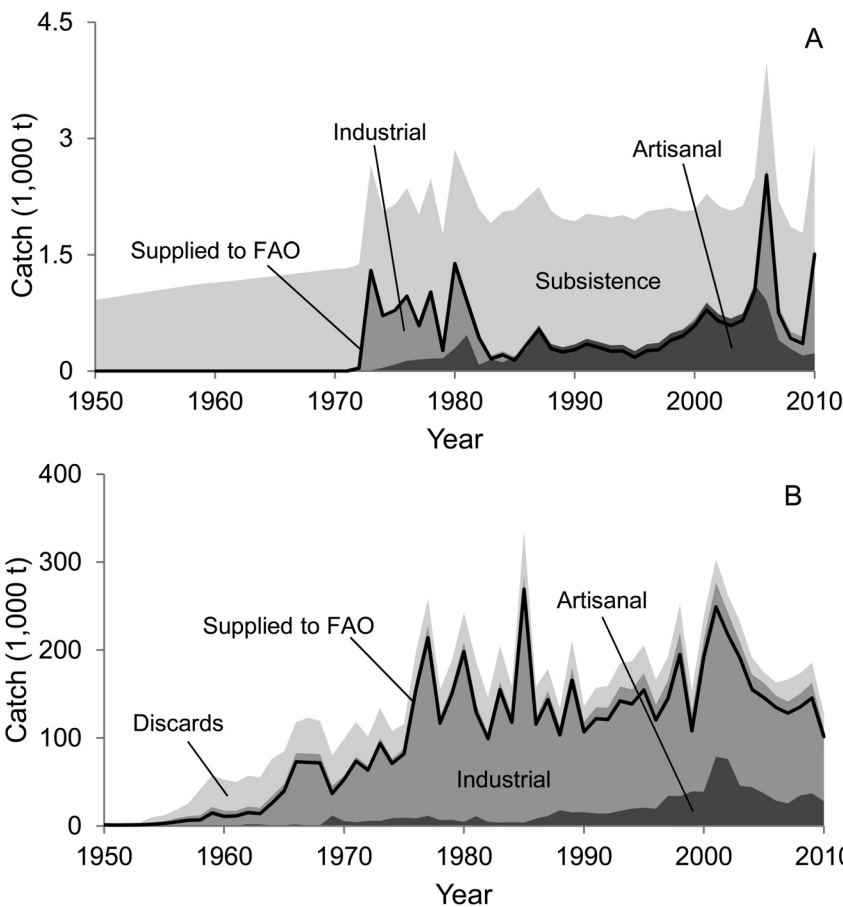 4.5
A
3
Industrial
Artisanal
Catch (1,000 t)
Supplied to FAO
1.5
Subsistence
0
1950 1960 1970 1980 1990 2000 2010
Year
400
B
300
Artisanal
Supplied to FAO
Catch (1,000 t)
200
Discards
100
Industrial
0
1950 1960 1970 1980 1990 2000 2010
Year